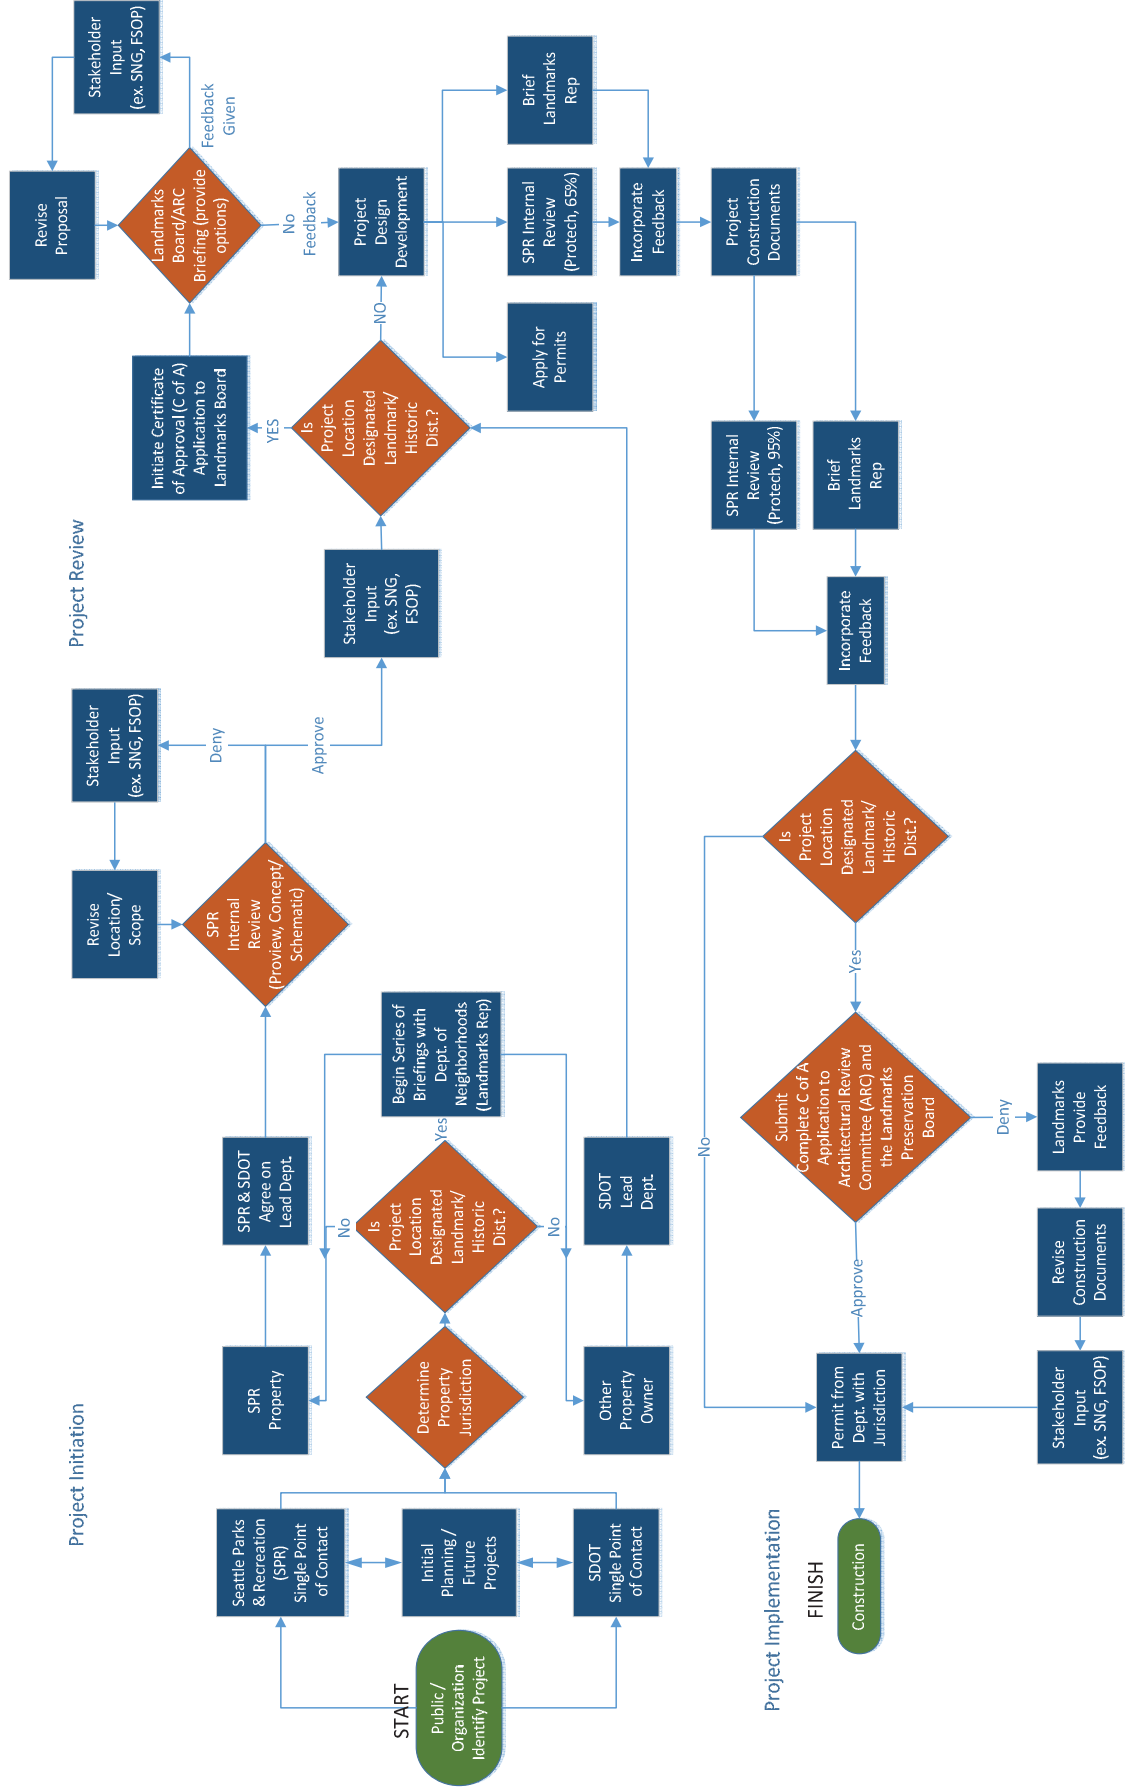 Project Initiation
START
Public /
Organization
Identify Project
Seattle Parks
& Recreation
(SPR)
Single Point
of Contact
Initial
Planning /
Future
Projects
SDOT
Single Point
of Contact
Determine
Property
Jurisdiction
SPR
Property
Other
Property
Owner
Is
Project
Location
Designated
Landmark/
Historic
Dist.?
No
Yes
No
Begin Series of
Briefings with
Dept. of
Neighborhoods
(Landmarks Rep)
SPR & SDOT
Agree on
Lead Dept.
SDOT
Lead
Dept.
Project Review
SPR
Internal
Review
(Proview, Concept/
Schematic)
Revise
Location/
Scope
Stakeholder
Input
(ex. SNG, FSOP)
Deny
Approve
Stakeholder
Input
(ex. SNG,
FSOP)
Is
Project
Location
Designated
Landmark/
Historic
Dist.?
YES
NO
Initiate Certificate
of Approval (C of A)
Application to
Landmarks Board
Landmarks
Board/ARC
Briefing (provide
options)
Revise
Proposal
Stakeholder
Input
(ex. SNG, FSOP)
Feedback
Given
No
Feedback
Project
Design
Development
Apply for
Permits
SPR Internal
Review
(Protech, 65%)
Brief
Landmarks
Rep
Incorporate
Feedback
Project
Construction
Documents
SPR Internal
Review
(Protech, 95%)
Brief
Landmarks
Rep
Incorporate
Feedback
Is
Project
Location
Designated
Landmark/
Historic
Dist.?
No
Yes
Submit
Complete C of A
Application to
Architectural Review
Committee (ARC) and
the Landmarks
Preservation
Board
Deny
Approve
Landmarks
Provide
Feedback
Revise
Construction
Documents
Stakeholder
Input
(ex. SNG, FSOP)
Permit from
Dept. with
Jurisdiction
Project Implementation
FINISH
Construction